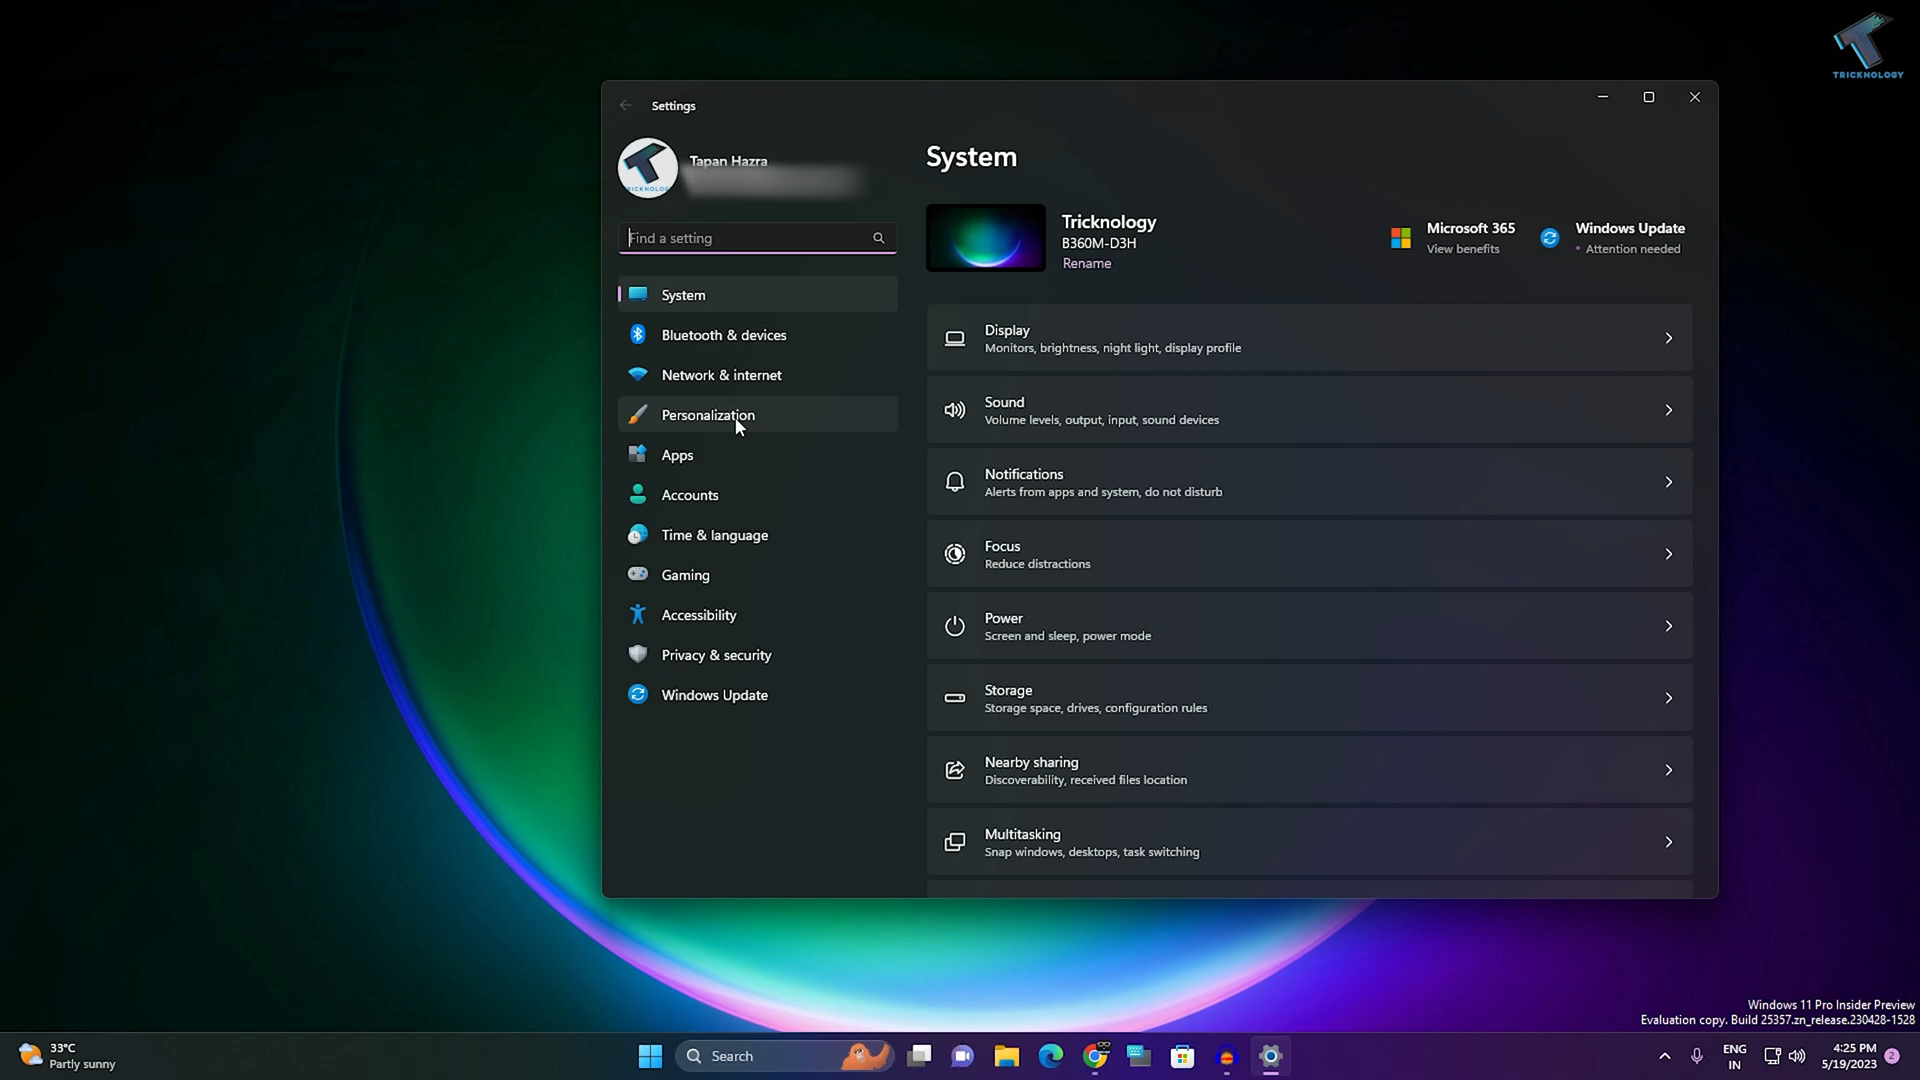 TRICKNOLOGY
Settings
Tapan Hazra
Find a setting
System
Bluetooth & devices
Network & internet
Personalization
Apps
Accounts
Time & language
Gaming
Accessibility
Privacy & security
Windows Update
System
Tricknology
B360M-D3H
Rename
Microsoft 365
View benefits
Windows Update
• Attention needed
Display
Monitors, brightness, night light, display profile
Sound
Volume levels, output, input, sound devices
Notifications
Alerts from apps and system, do not disturb
Focus
Reduce distractions
Power
Screen and sleep, power mode
Storage
Storage space, drives, configuration rules
Nearby sharing
Discoverability, received files location
Multitasking
Snap windows, desktops, task switching
Windows 11 Pro Insider Preview
Evaluation copy. Build 25357.zn_release.230428-1528
33°C
Partly sunny
Search
ENG
IN
4:25 PM
5/19/2023
2